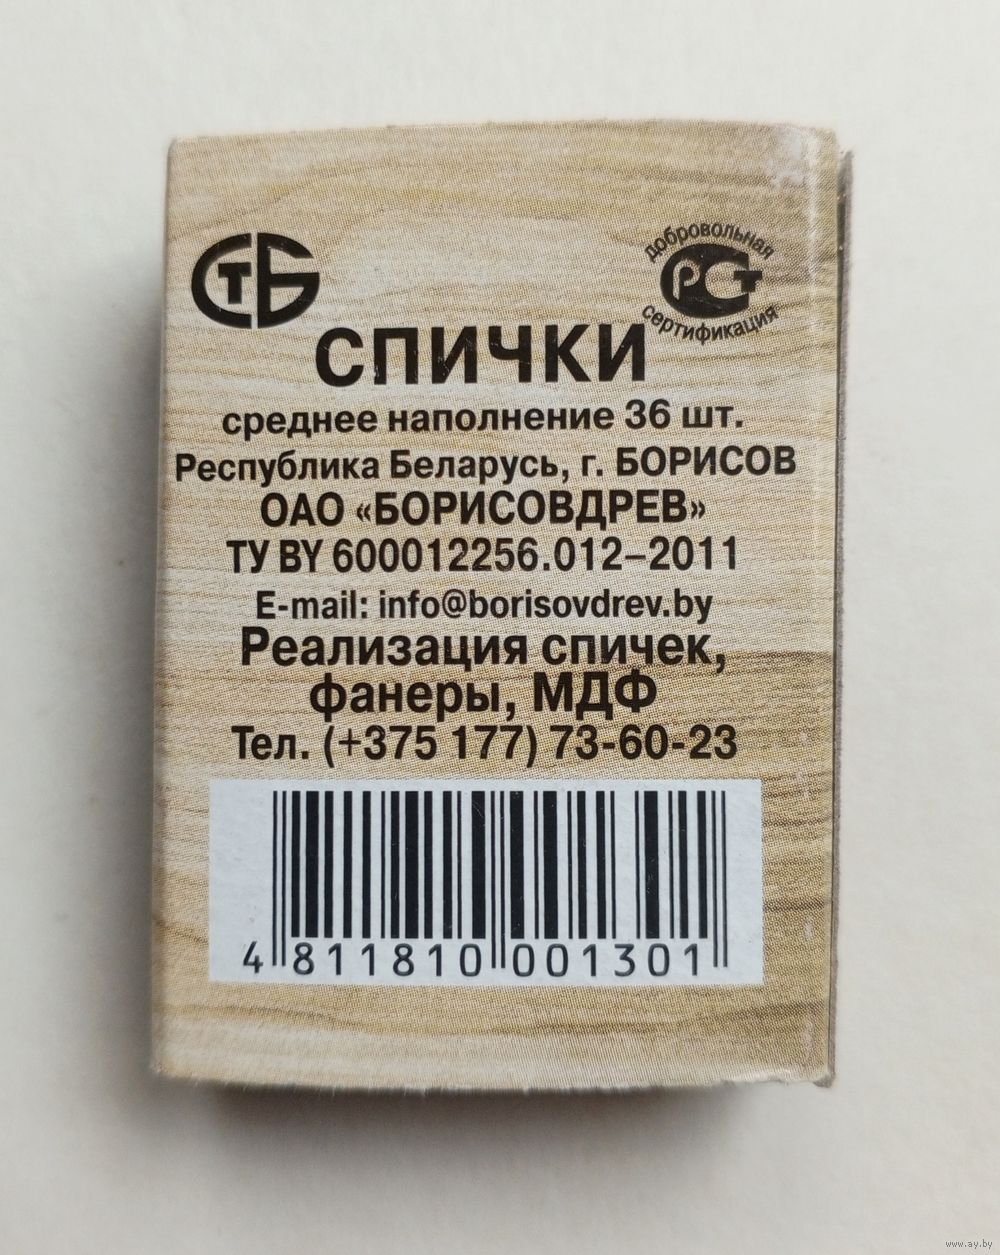 СТБ
добровольная
РСТ
сертификация
СПИЧКИ
среднее наполнение 36 шт.
Республика Беларусь, г. БОРИСОВ
ОАО «БОРИСОВДРЕВ»
ТУ BY 600012256.012–2011
E-mail: info@borisovdrev.by
Реализация спичек,
фанеры, МДФ
Тел. (+375 177) 73-60-23
4 811810 001301
www.ay.by